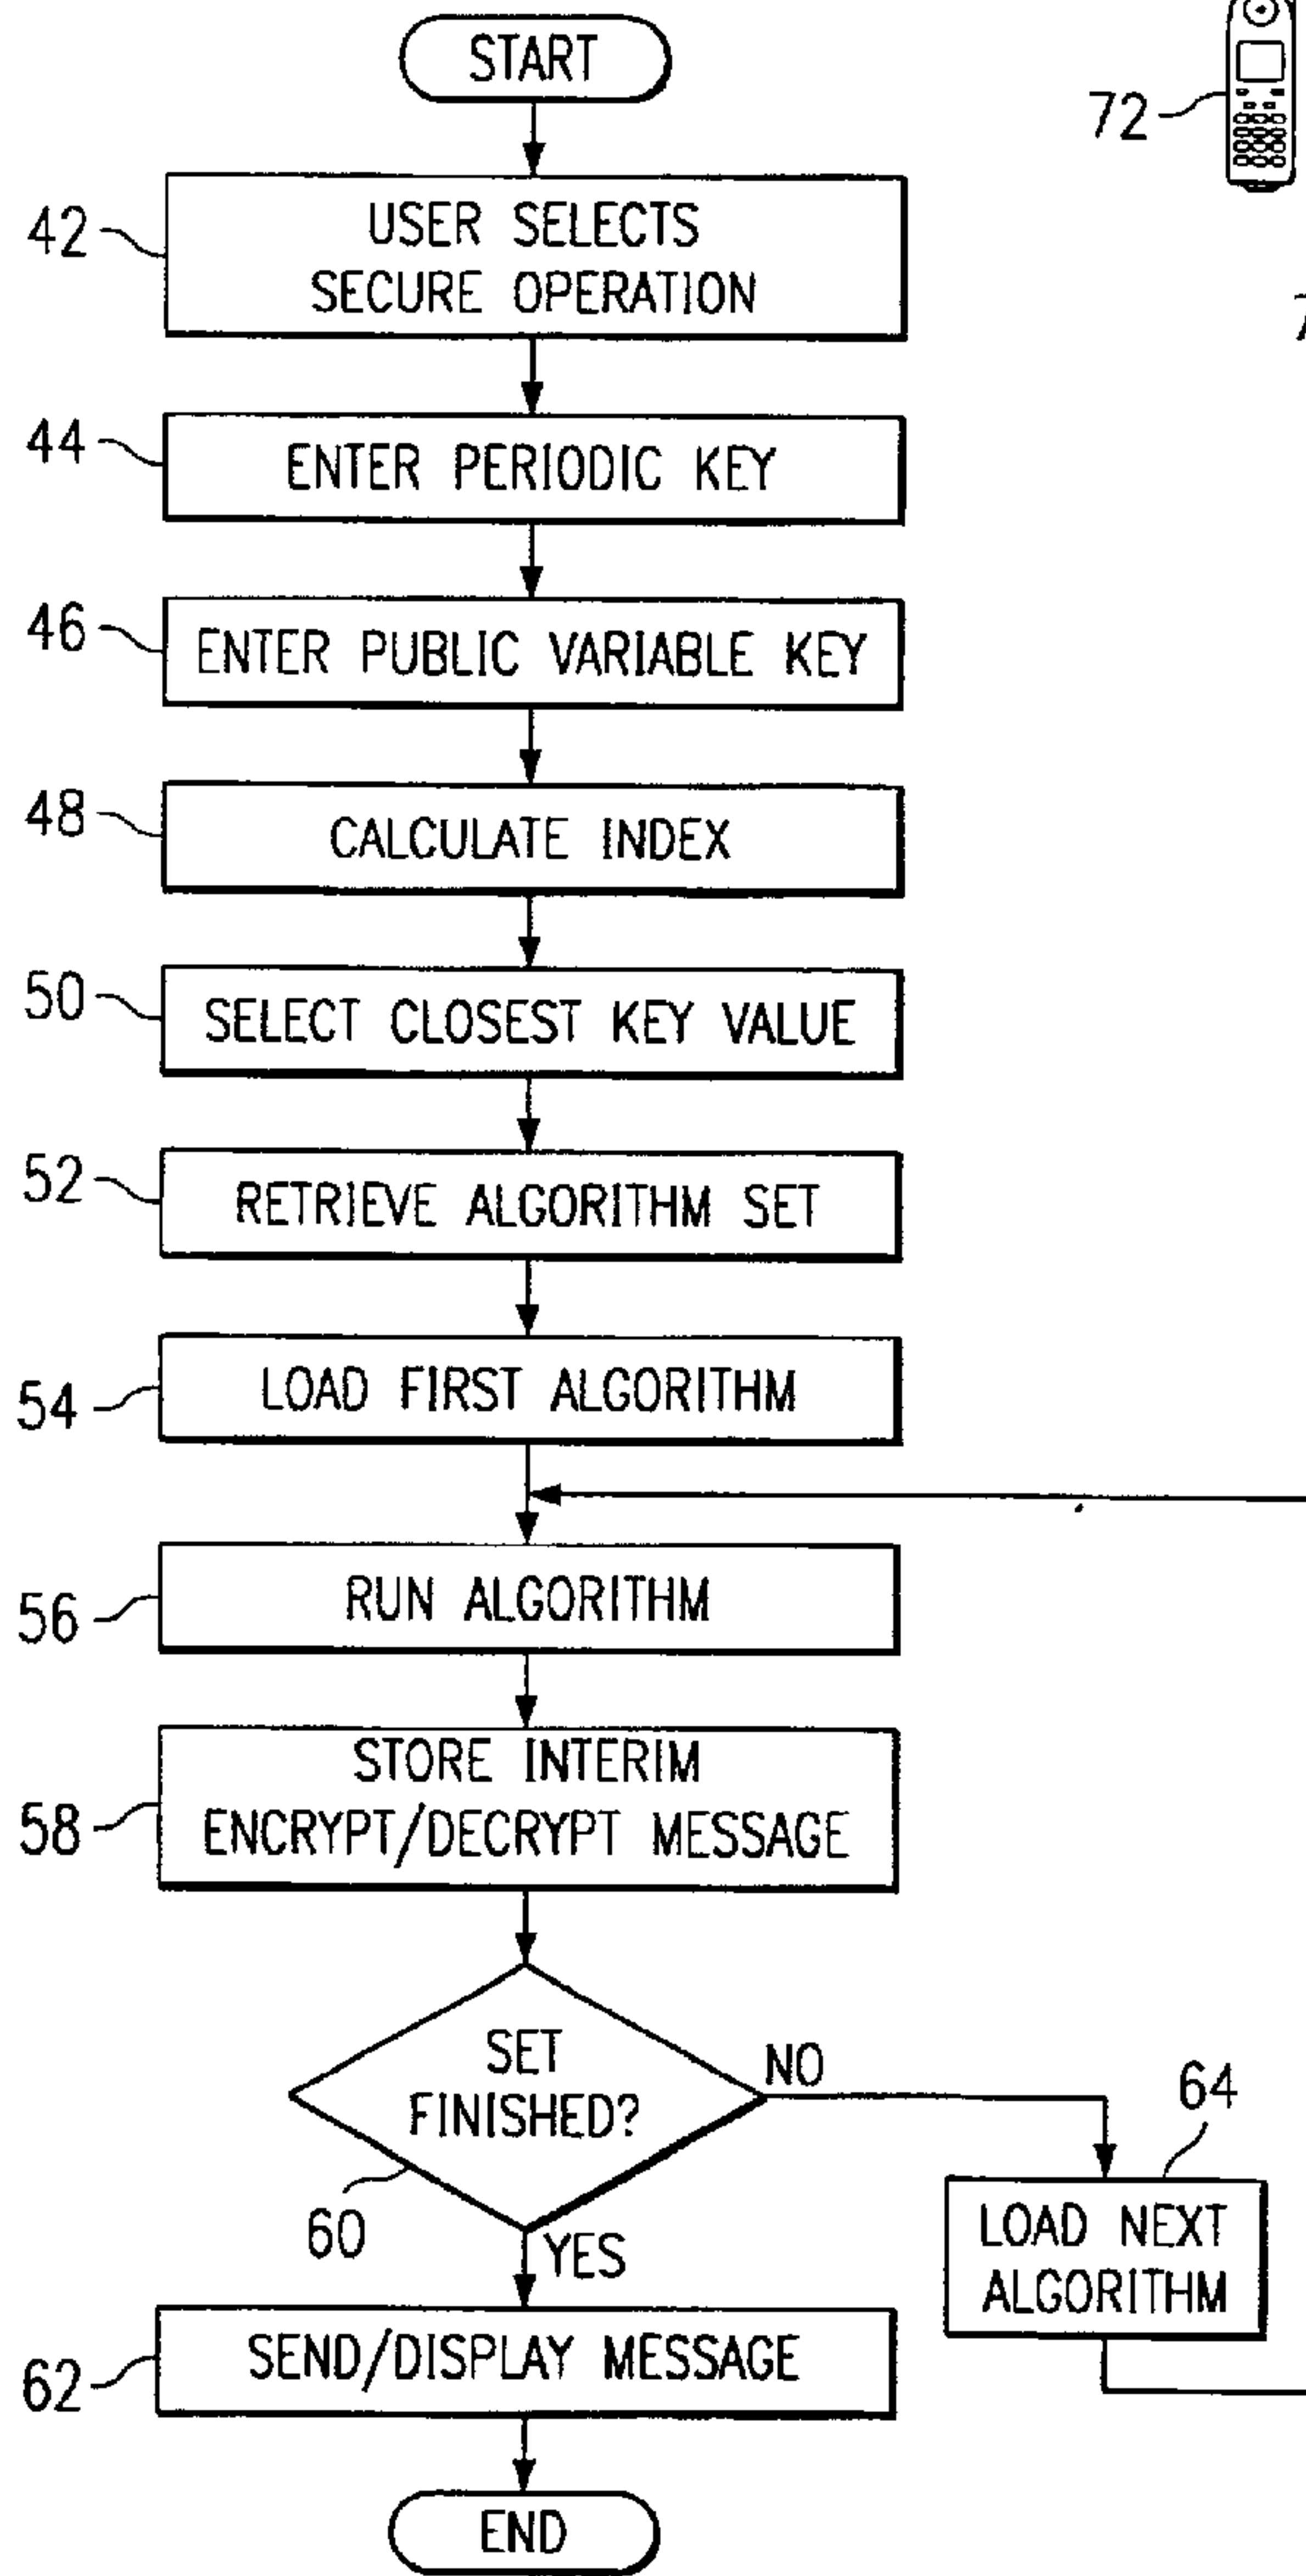 START
72
42
USER SELECTS
SECURE OPERATION
7
44
ENTER PERIODIC KEY
46
ENTER PUBLIC VARIABLE KEY
48
CALCULATE INDEX
50
SELECT CLOSEST KEY VALUE
52
RETRIEVE ALGORITHM SET
54
LOAD FIRST ALGORITHM
56
RUN ALGORITHM
58
STORE INTERIM
ENCRYPT/DECRYPT MESSAGE
SET
FINISHED?
NO
60
YES
64
LOAD NEXT
ALGORITHM
62
SEND/DISPLAY MESSAGE
END